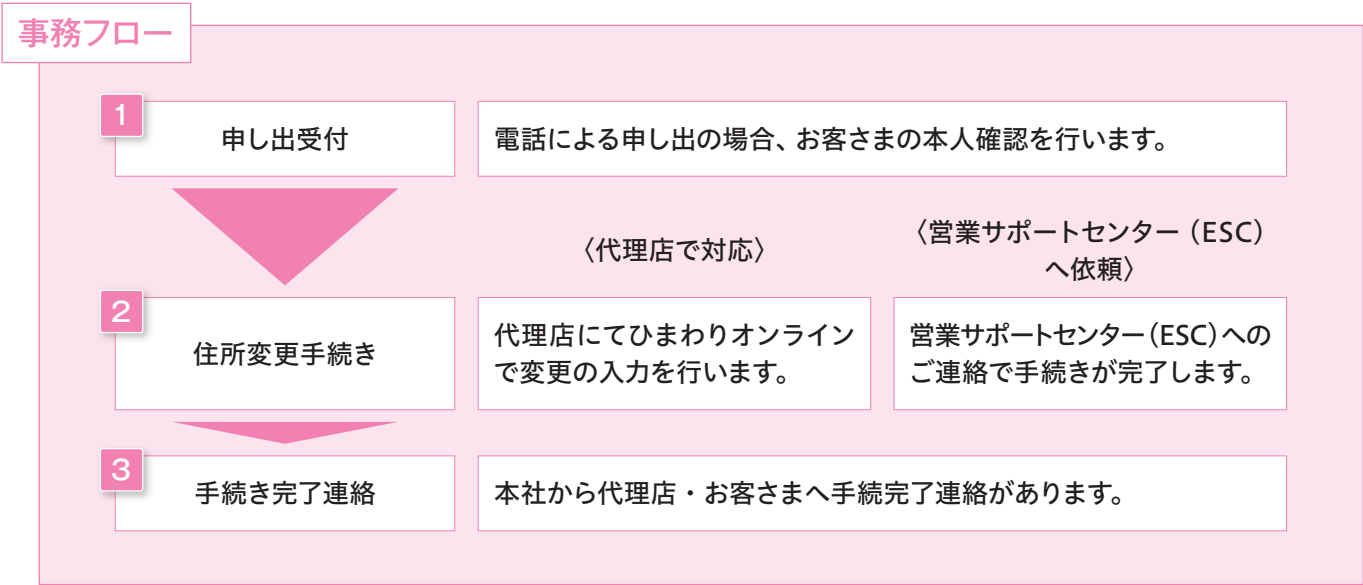 事務フロー
1
申し出受付
電話による申し出の場合、お客さまの本人確認を行います。
〈代理店で対応〉
〈営業サポートセンター（ESC）
へ依頼〉
2
住所変更手続き
代理店にてひまわりオンライン
で変更の入力を行います。
営業サポートセンター（ESC）への
ご連絡で手続きが完了します。
3
手続き完了連絡
本社から代理店・お客さまへ手続完了連絡があります。